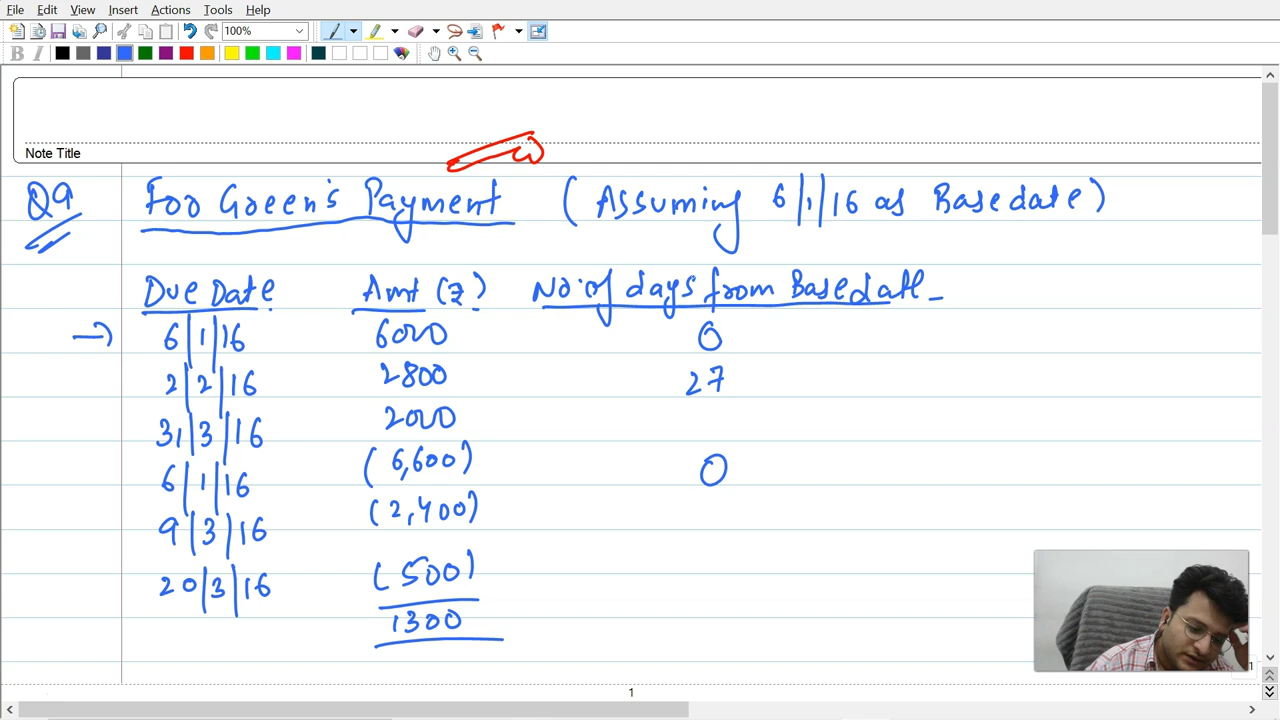 File Edit View Insert Actions Tools Help
100%
B I
Note Title
Q9 For Green's Payment (Assuming 6/1/16 as Basedate)
Due Date Amt (₹) No. of days from Basedate
→ 6/1/16 6000 0
2/2/16 2800 27
31/3/16 2000
6/1/16 (6,600) 0
9/3/16 (2,400)
20/3/16 (500)
1300
1
1